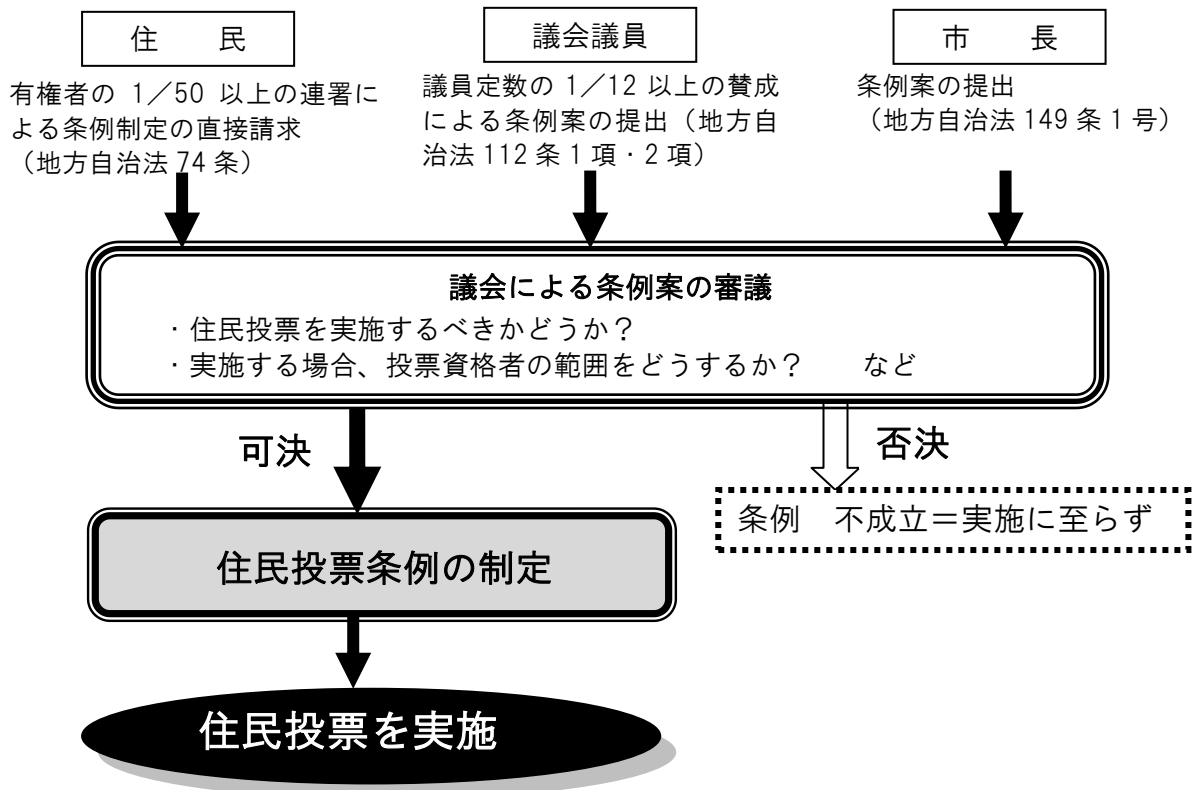 住　　民
有権者の 1／50 以上の連署に
よる条例制定の直接請求
（地方自治法 74 条）
議会議員
議員定数の 1／12 以上の賛成
による条例案の提出（地方自
治法 112 条 1 項・2 項）
市　　長
条例案の提出
（地方自治法 149 条 1 号）
議会による条例案の審議
・住民投票を実施するべきかどうか？
・実施する場合、投票資格者の範囲をどうするか？　　など
可決
否決
条例　不成立＝実施に至らず
住民投票条例の制定
住民投票を実施